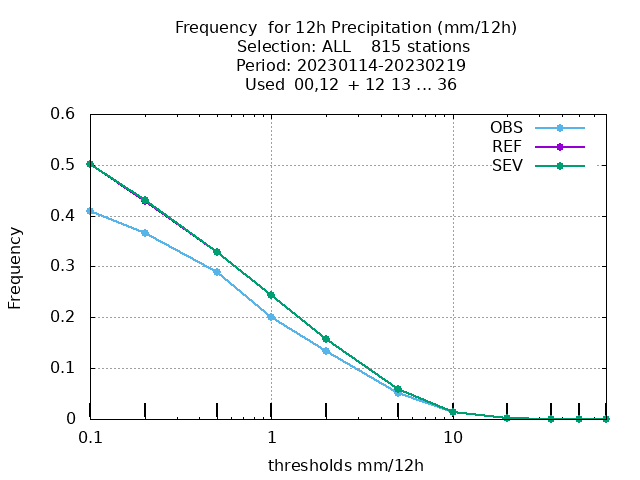 Frequency  for 12h Precipitation (mm/12h)
Selection: ALL    815 stations
Period: 20230114-20230219
Used  00,12  + 12 13 ... 36
OBS
REF
SEV
0.6
0.5
0.4
0.3
0.2
0.1
0
Frequency
0.1
1
10
thresholds mm/12h